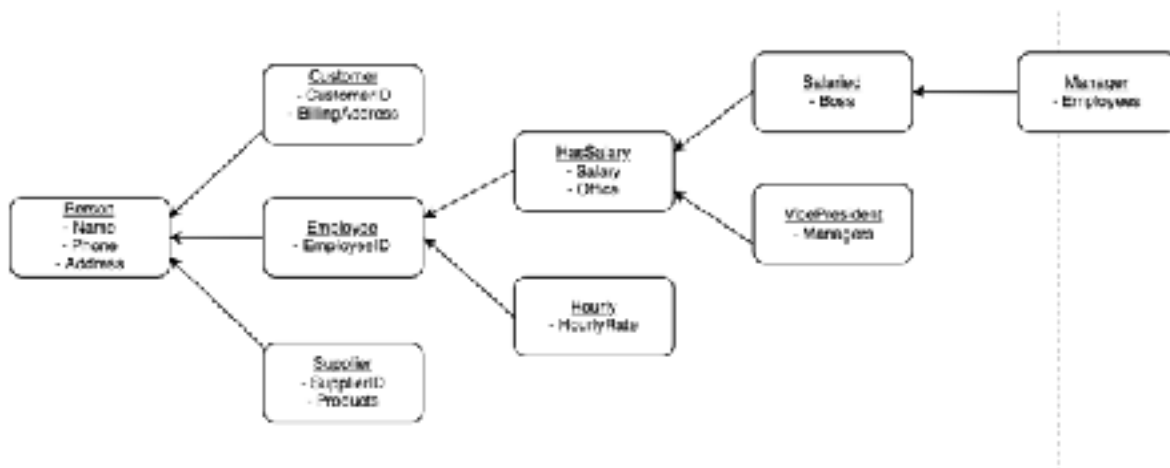 Customer
- CustomerID
- BillingAddress
Person
- Name
- Phone
- Address
Employee
- EmployeeID
Supplier
- SupplierID
- Products
HasSalary
- Salary
- Office
Hourly
- HourlyRate
Salaried
- Boss
VicePresident
- Managers
Manager
- Employees